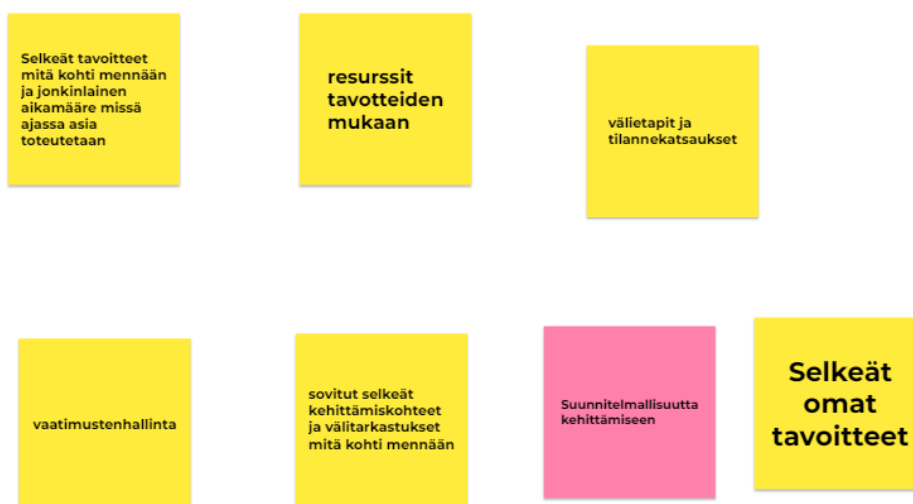 Selkeät tavoitteet
mitä kohti mennään
ja jonkinlainen
aikamääre missä
ajassa asia
toteutetaan
resurssit
tavotteiden
mukaan
välietapit ja
tilannekatsaukset
vaatimustenhallinta
sovitut selkeät
kehittämiskohteet
ja välitarkastukset
mitä kohti mennään
Suunnitelmallisuutta
kehittämiseen
Selkeät
omat
tavoitteet